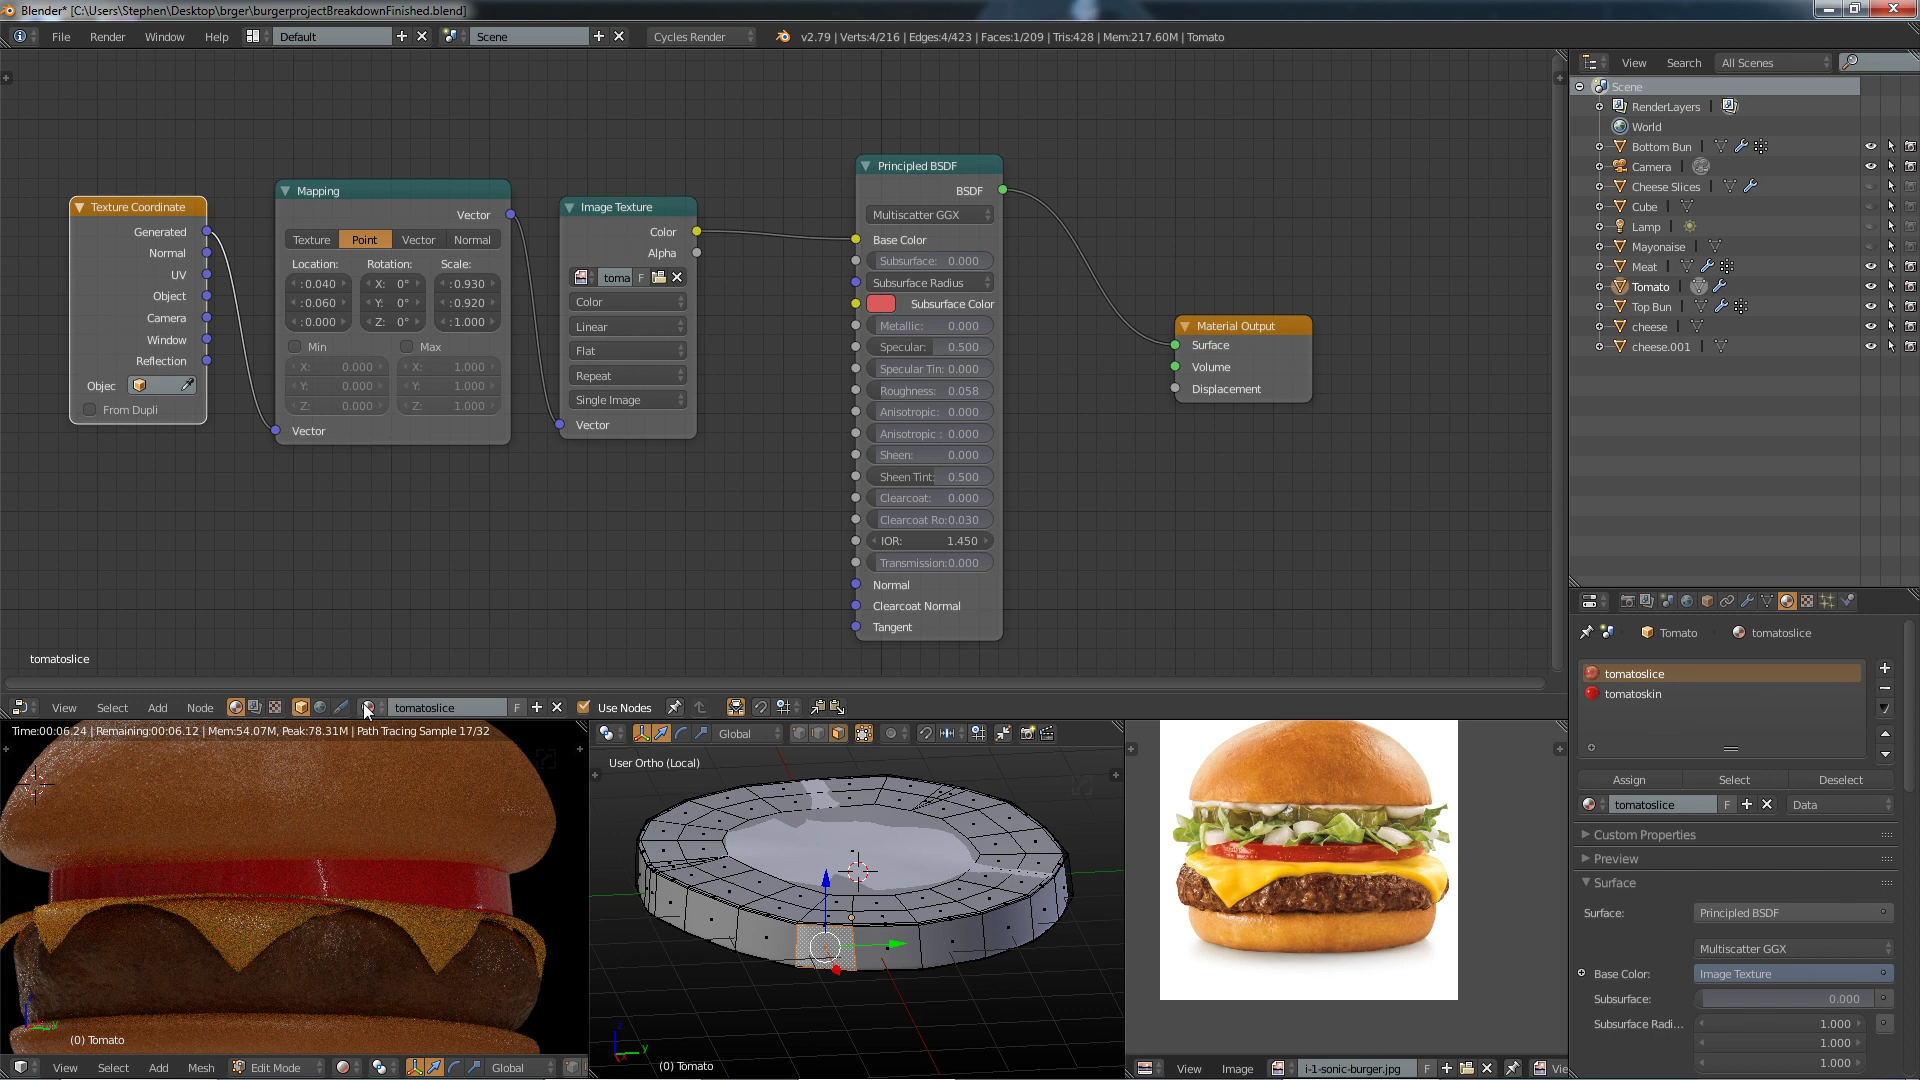 Blender* [C:\Users\Stephen\Desktop\brger\burgerprojectBreakdownFinished.blend]
File Render Window Help Default Scene Cycles Render v2.79 | Verts:4/216 | Edges:4/423 | Faces:1/209 | Tris:428 | Mem:217.60M | Tomato
Texture Coordinate
Generated
Normal
UV
Object
Camera
Window
Reflection
Objec
From Dupli
Mapping
Vector
Texture Point Vector Normal
Location: Rotation: Scale:
:0.040 X: 0° :0.930
:0.060 Y: 0° :0.920
:0.000 Z: 0° :1.000
Min Max
X: 0.000 X: 1.000
Y: 0.000 Y: 1.000
Z: 0.000 Z: 1.000
Vector
Image Texture
Color
Alpha
toma F
Color
Linear
Flat
Repeat
Single Image
Vector
Principled BSDF
BSDF
Multiscatter GGX
Base Color
Subsurface: 0.000
Subsurface Radius
Subsurface Color
Metallic: 0.000
Specular: 0.500
Specular Tin: 0.000
Roughness: 0.058
Anisotropic: 0.000
Anisotropic : 0.000
Sheen: 0.000
Sheen Tint: 0.500
Clearcoat: 0.000
Clearcoat Ro:0.030
IOR: 1.450
Transmission:0.000
Normal
Clearcoat Normal
Tangent
Material Output
Surface
Volume
Displacement
tomatoslice
View Select Add Node tomatoslice F Use Nodes
View Search All Scenes
Scene
RenderLayers |
World
Bottom Bun |
Camera |
Cheese Slices |
Cube |
Lamp |
Mayonaise |
Meat |
Tomato |
Top Bun |
cheese |
cheese.001 |
Tomato tomatoslice
tomatoslice
tomatoskin
Assign Select Deselect
tomatoslice F Data
Custom Properties
Preview
Surface
Surface: Principled BSDF
Multiscatter GGX
Base Color: Image Texture
Subsurface: 0.000
Subsurface Radi... 1.000
1.000
1.000
Time:00:06.24 | Remaining:00:06.12 | Mem:54.07M, Peak:78.31M | Path Tracing Sample 17/32
(0) Tomato
View Select Add Mesh Edit Mode Global
Global
User Ortho (Local)
z
y
(0) Tomato
View Image i-1-sonic-burger.jpg F Vie